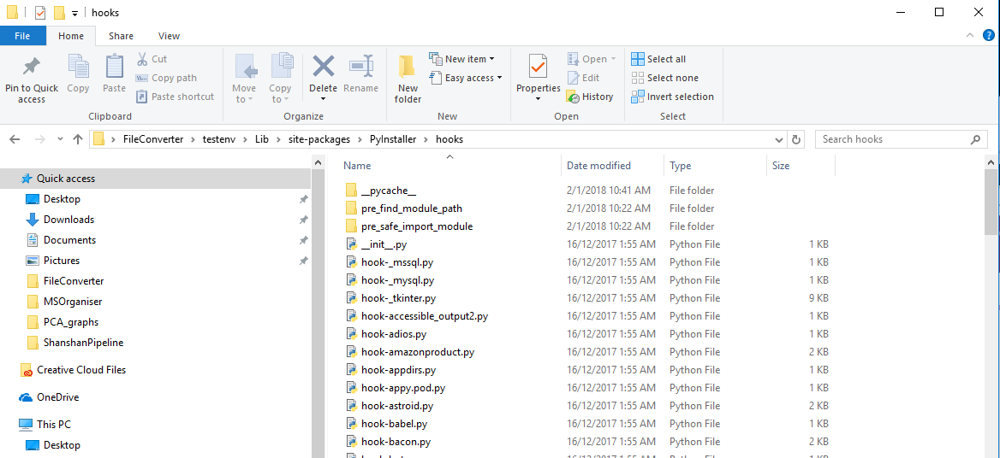 hooks
File Home Share View
Pin to Quick access
Copy
Paste
Cut
Copy path
Paste shortcut
Clipboard
Move to
Copy to
Delete
Rename
Organize
New folder
New item
Easy access
New
Properties
Open
Edit
History
Open
Select all
Select none
Invert selection
Select
FileConverter testenv Lib site-packages PyInstaller hooks
Search hooks
Quick access
Desktop
Downloads
Documents
Pictures
FileConverter
MSOrganiser
PCA_graphs
ShanshanPipeline
Creative Cloud Files
OneDrive
This PC
Desktop
Name Date modified Type Size
__pycache__ 2/1/2018 10:41 AM File folder
pre_find_module_path 2/1/2018 10:22 AM File folder
pre_safe_import_module 2/1/2018 10:22 AM File folder
__init__.py 16/12/2017 1:55 AM Python File 1 KB
hook-_mssql.py 16/12/2017 1:55 AM Python File 1 KB
hook-_mysql.py 16/12/2017 1:55 AM Python File 1 KB
hook-_tkinter.py 16/12/2017 1:55 AM Python File 9 KB
hook-accessible_output2.py 16/12/2017 1:55 AM Python File 1 KB
hook-adios.py 16/12/2017 1:55 AM Python File 1 KB
hook-amazonproduct.py 16/12/2017 1:55 AM Python File 2 KB
hook-appdirs.py 16/12/2017 1:55 AM Python File 1 KB
hook-appy.pod.py 16/12/2017 1:55 AM Python File 1 KB
hook-astroid.py 16/12/2017 1:55 AM Python File 2 KB
hook-babel.py 16/12/2017 1:55 AM Python File 1 KB
hook-bacon.py 16/12/2017 1:55 AM Python File 2 KB